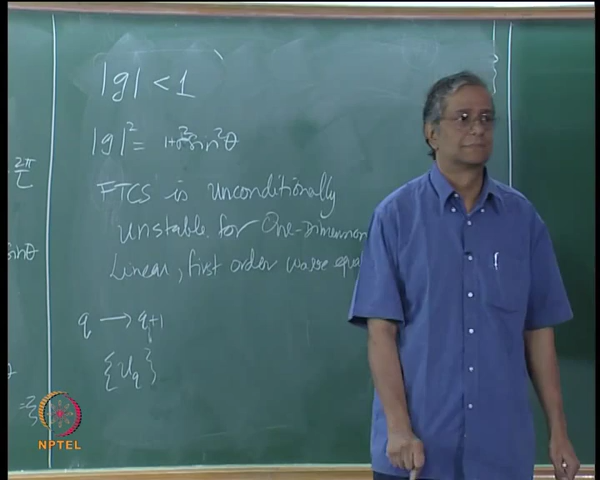 |g| < 1
|g|² = 1+σ²sin²θ
2π
L
FTCS is unconditionally
unstable for One-Dimension
Linear, first order wave equa
sinθ
q → q+1
{u_q}
NPTEL